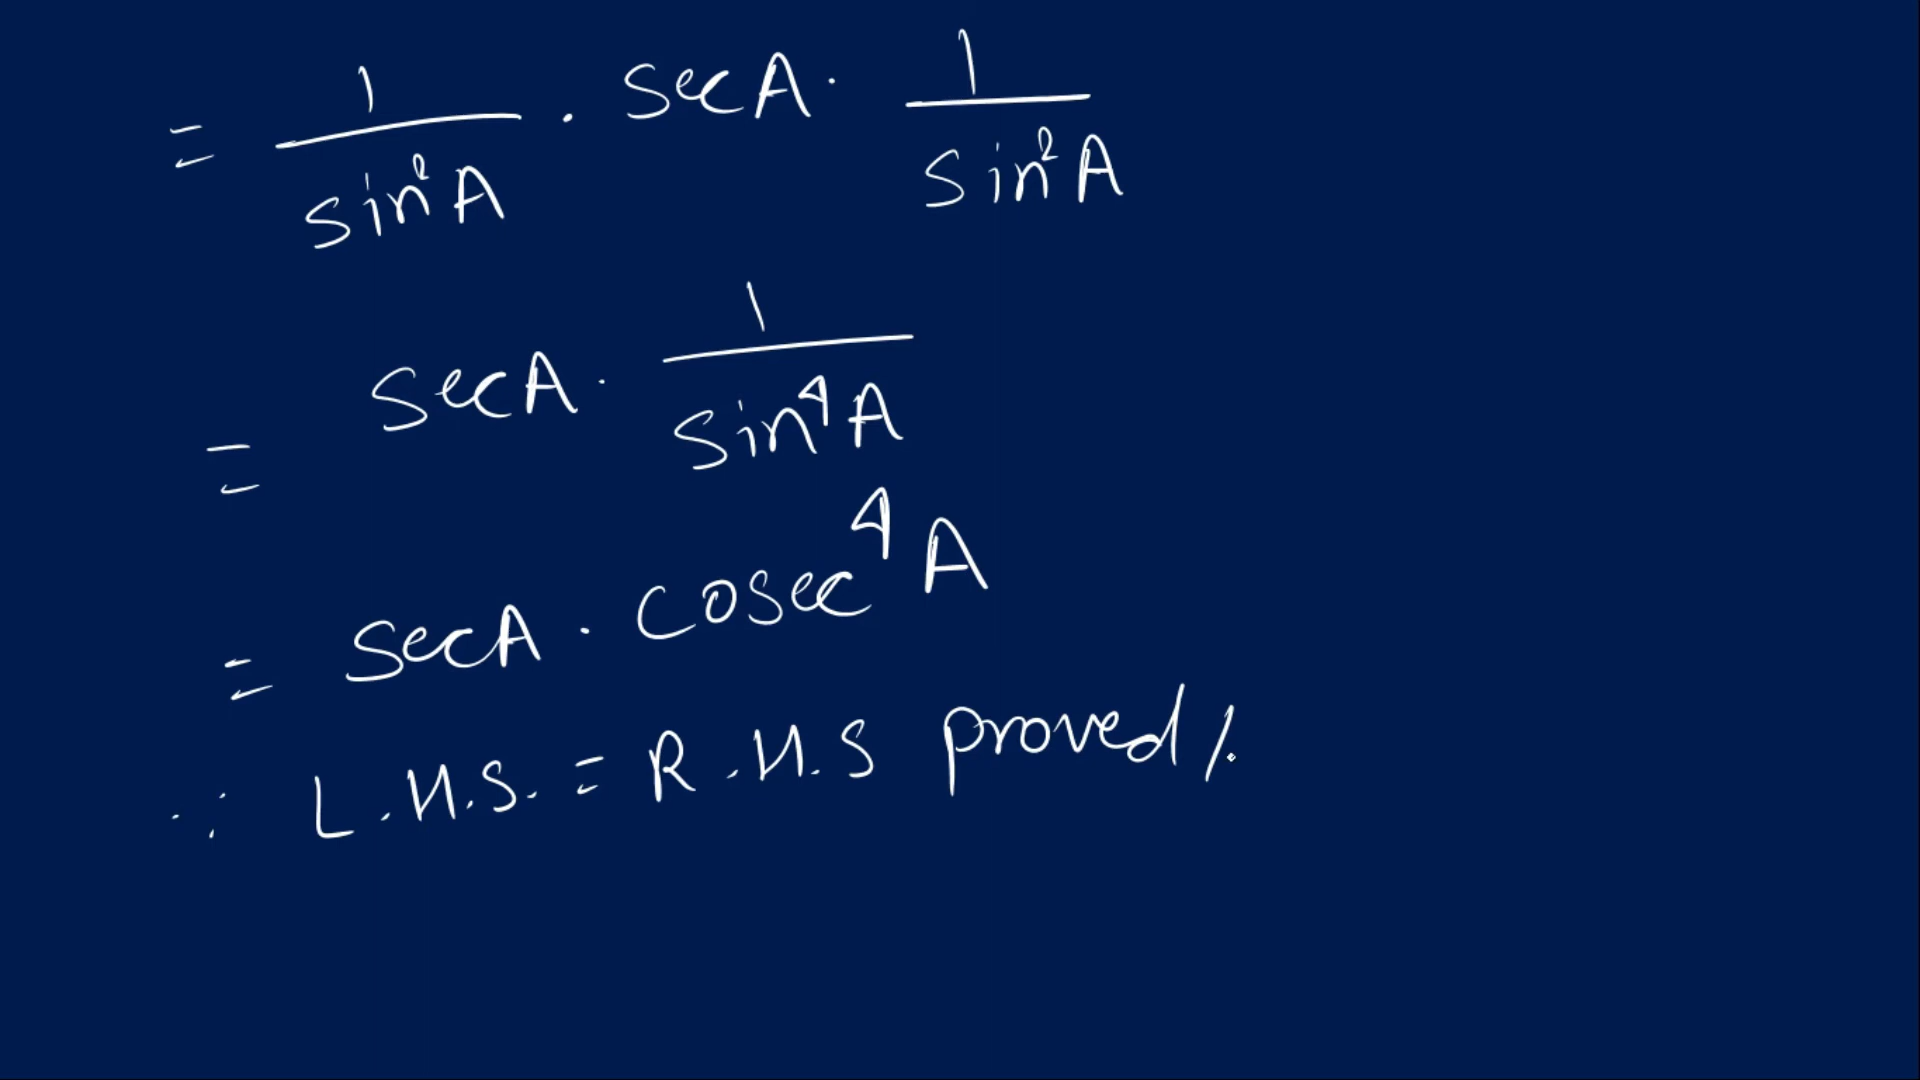 = 1/sin²A . secA . 1/sin²A
= secA . 1/sin⁴A
= secA . cosec⁴A
∵ L.H.S. = R.H.S proved/.